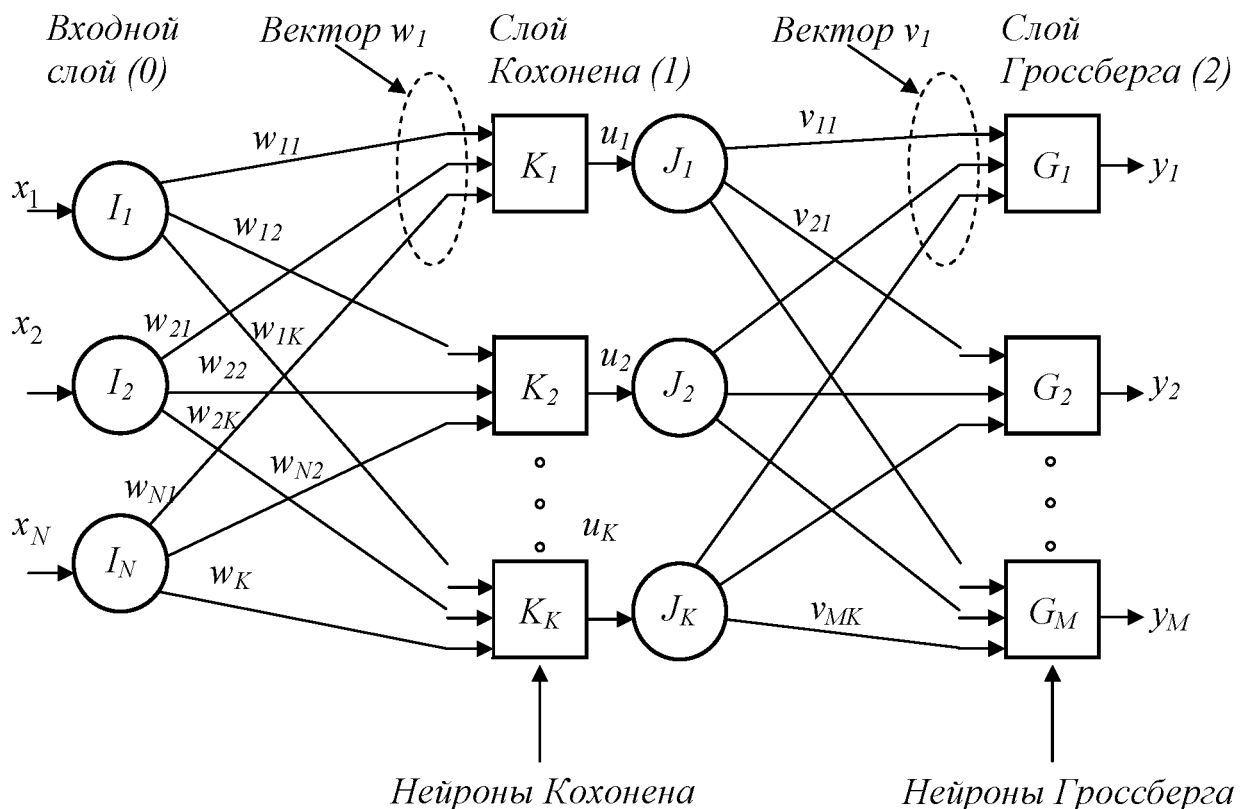 Входной
слой (0)
Вектор w1
Слой
Кохонена (1)
Вектор v1
Слой
Гроссберга (2)
x1
I1
w11
w12
K1
u1
J1
v11
v21
G1
y1
x2
I2
w21
w1K
w22
w2K
K2
u2
J2
G2
y2
xN
IN
wN1
wN2
wK
KK
uK
JK
vMK
GM
yM
Нейроны Кохонена
Нейроны Гроссберга